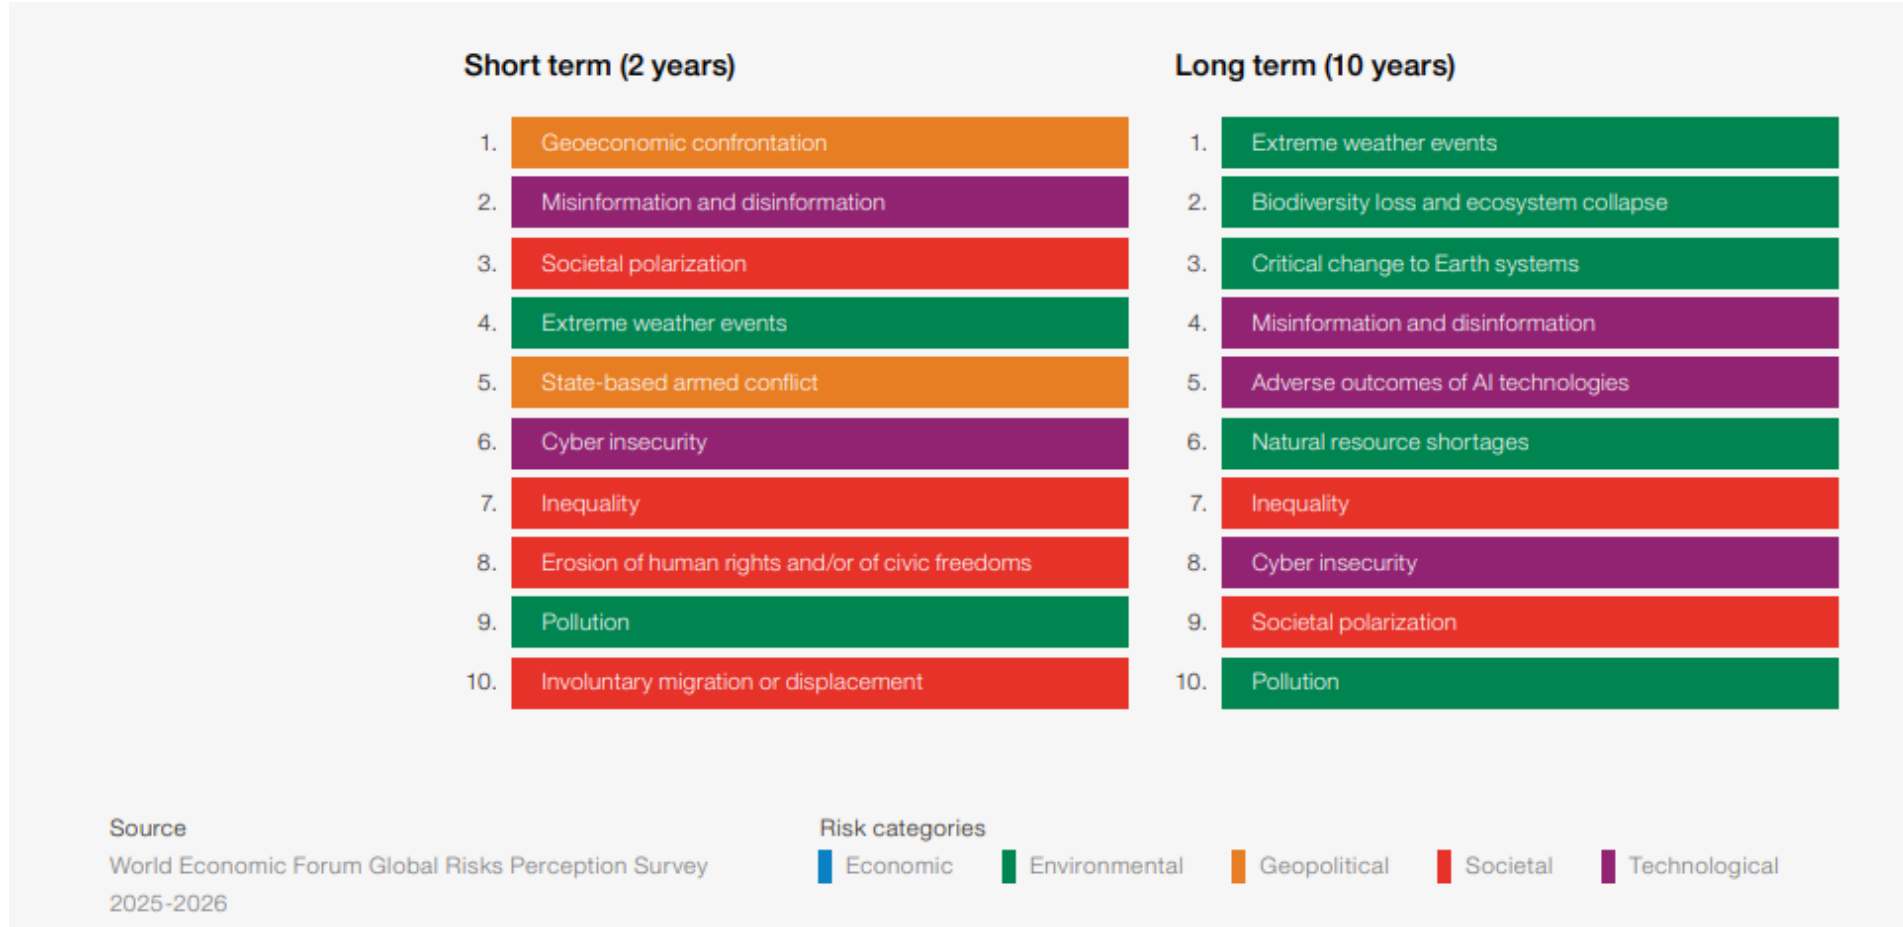 Short term (2 years)
1. Geoeconomic confrontation
2. Misinformation and disinformation
3. Societal polarization
4. Extreme weather events
5. State-based armed conflict
6. Cyber insecurity
7. Inequality
8. Erosion of human rights and/or of civic freedoms
9. Pollution
10. Involuntary migration or displacement
Long term (10 years)
1. Extreme weather events
2. Biodiversity loss and ecosystem collapse
3. Critical change to Earth systems
4. Misinformation and disinformation
5. Adverse outcomes of AI technologies
6. Natural resource shortages
7. Inequality
8. Cyber insecurity
9. Societal polarization
10. Pollution
Source
World Economic Forum Global Risks Perception Survey
2025-2026
Risk categories
Economic
Environmental
Geopolitical
Societal
Technological